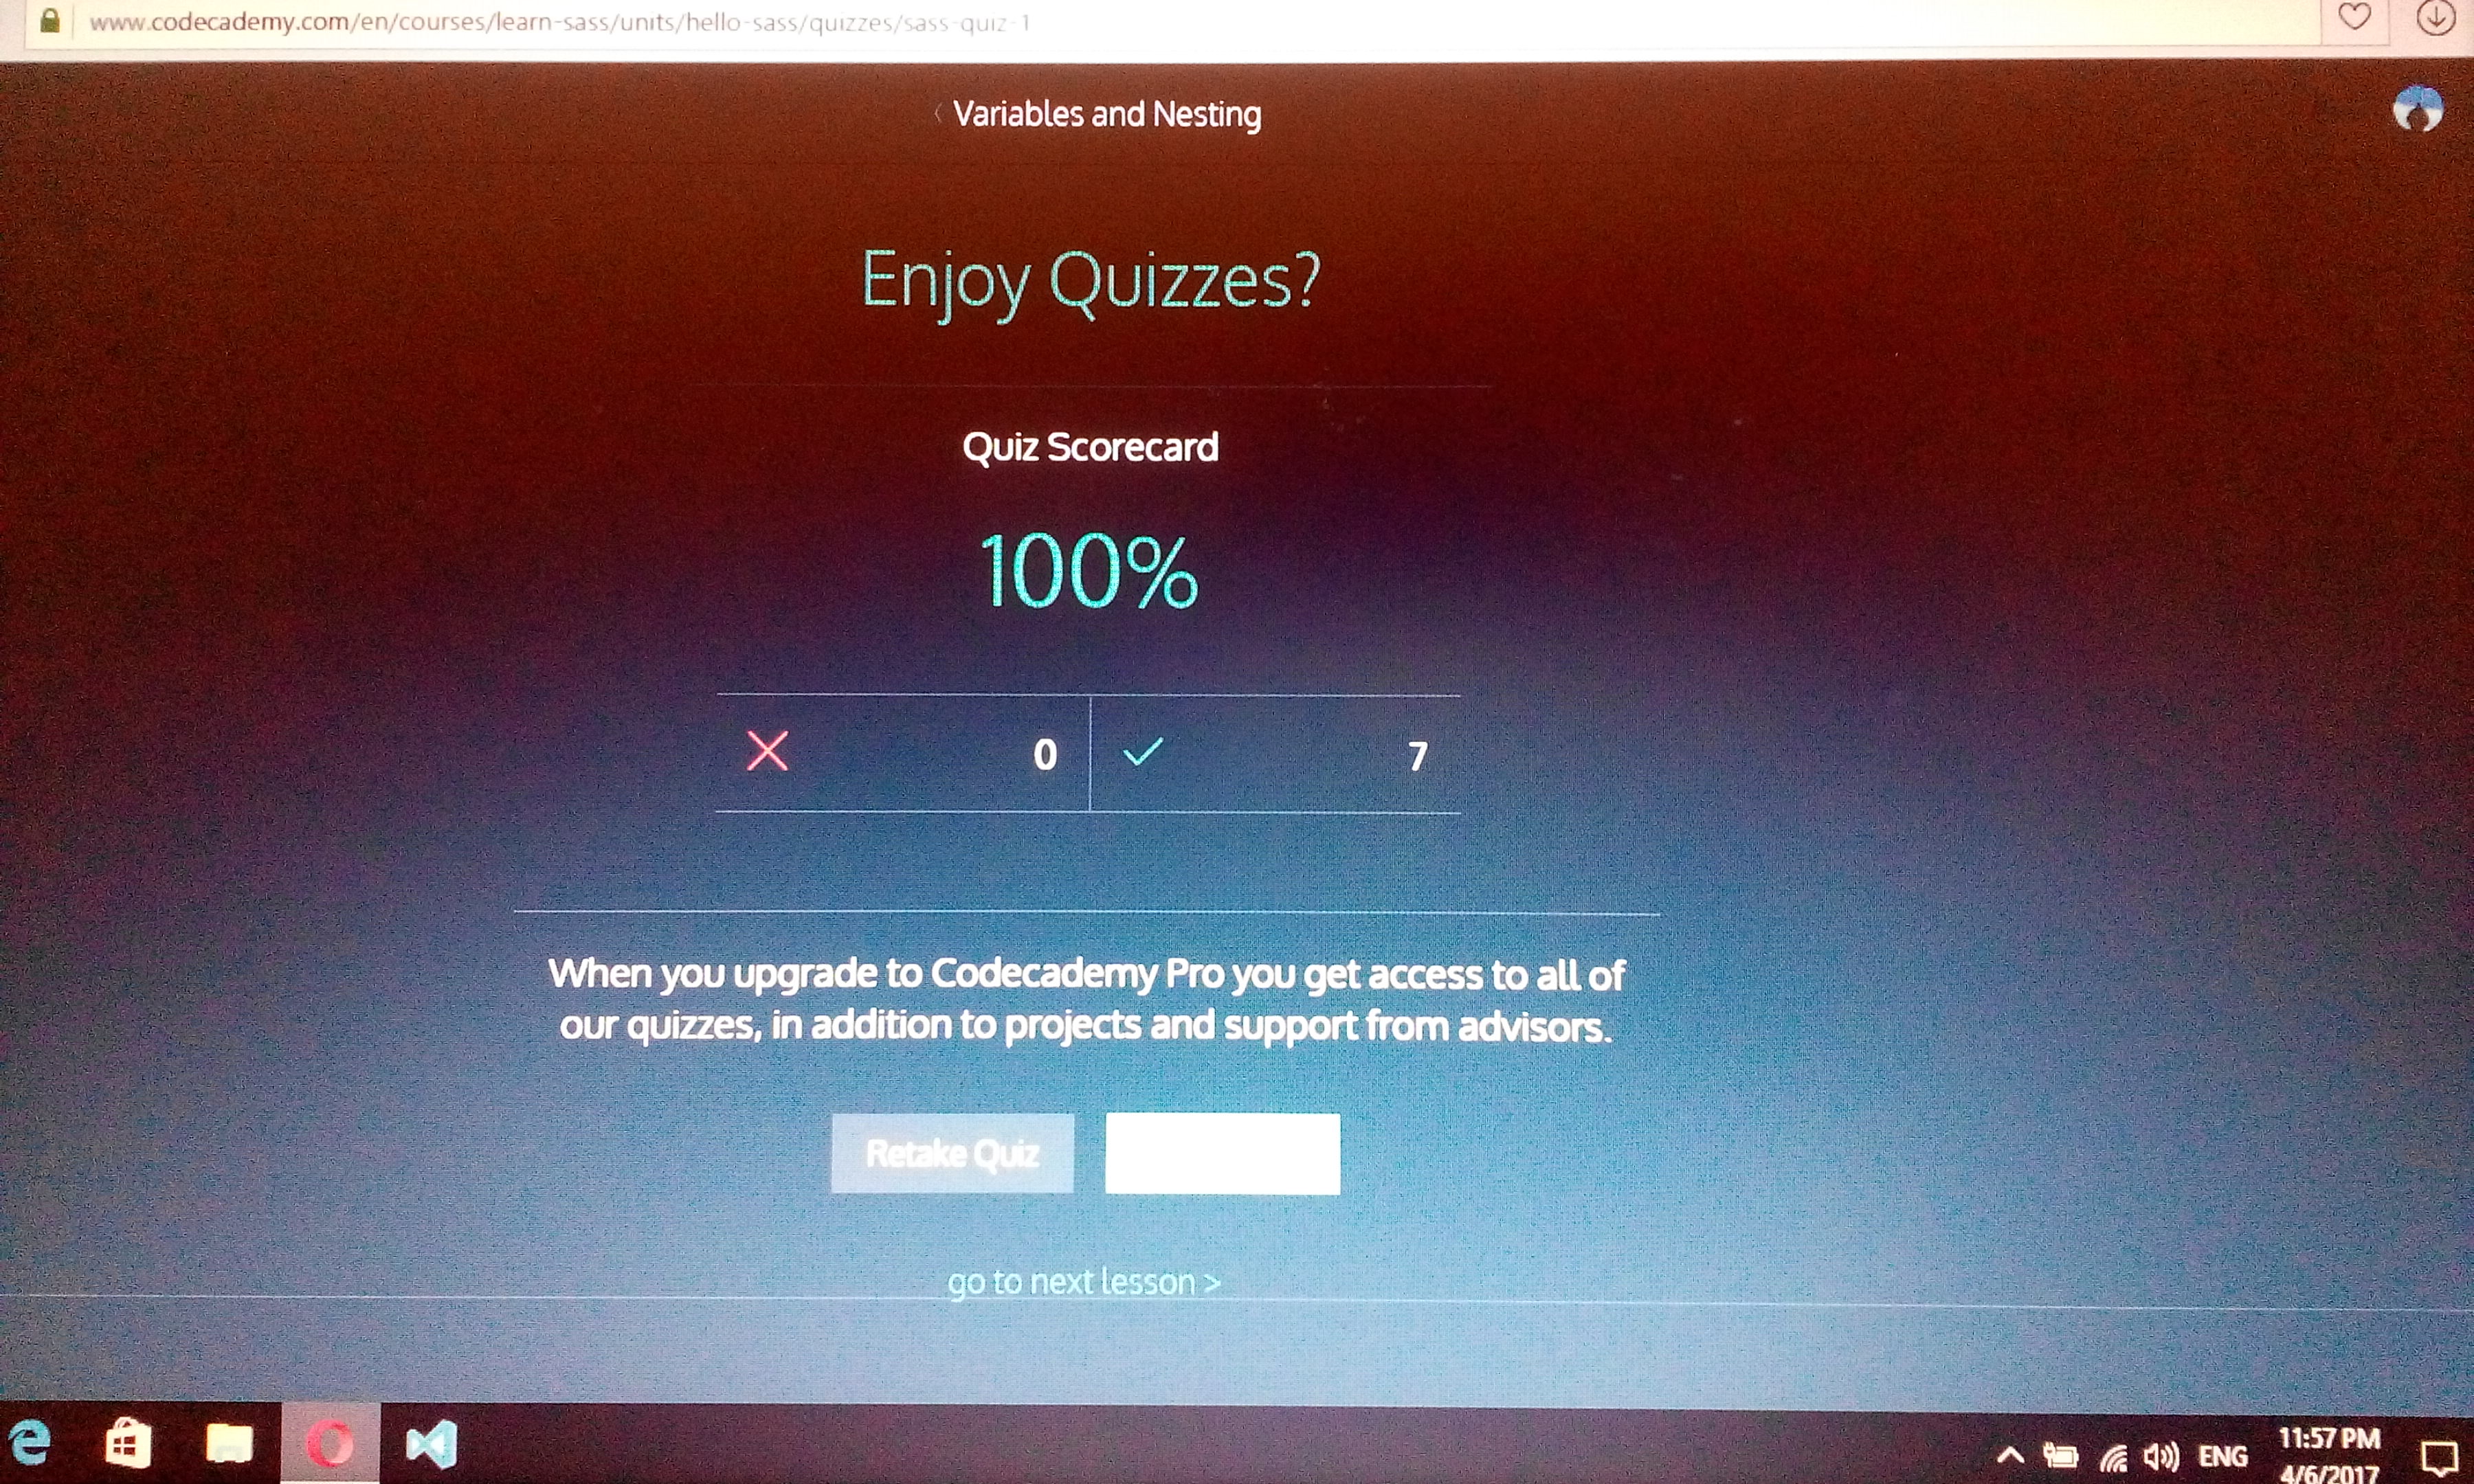 www.codecademy.com/en/courses/learn-sass/units/hello-sass/quizzes/sass-quiz-1
Variables and Nesting
Enjoy Quizzes?
Quiz Scorecard
100%
0 7
When you upgrade to Codecademy Pro you get access to all of
our quizzes, in addition to projects and support from advisors.
Retake Quiz
go to next lesson >
ENG
11:57 PM
4/6/2017